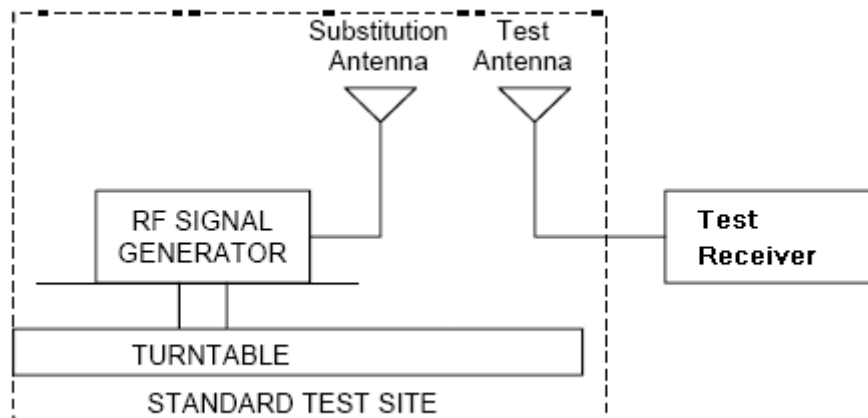 Substitution
Antenna
Test
Antenna
RF SIGNAL
GENERATOR
Test
Receiver
TURNTABLE
STANDARD TEST SITE